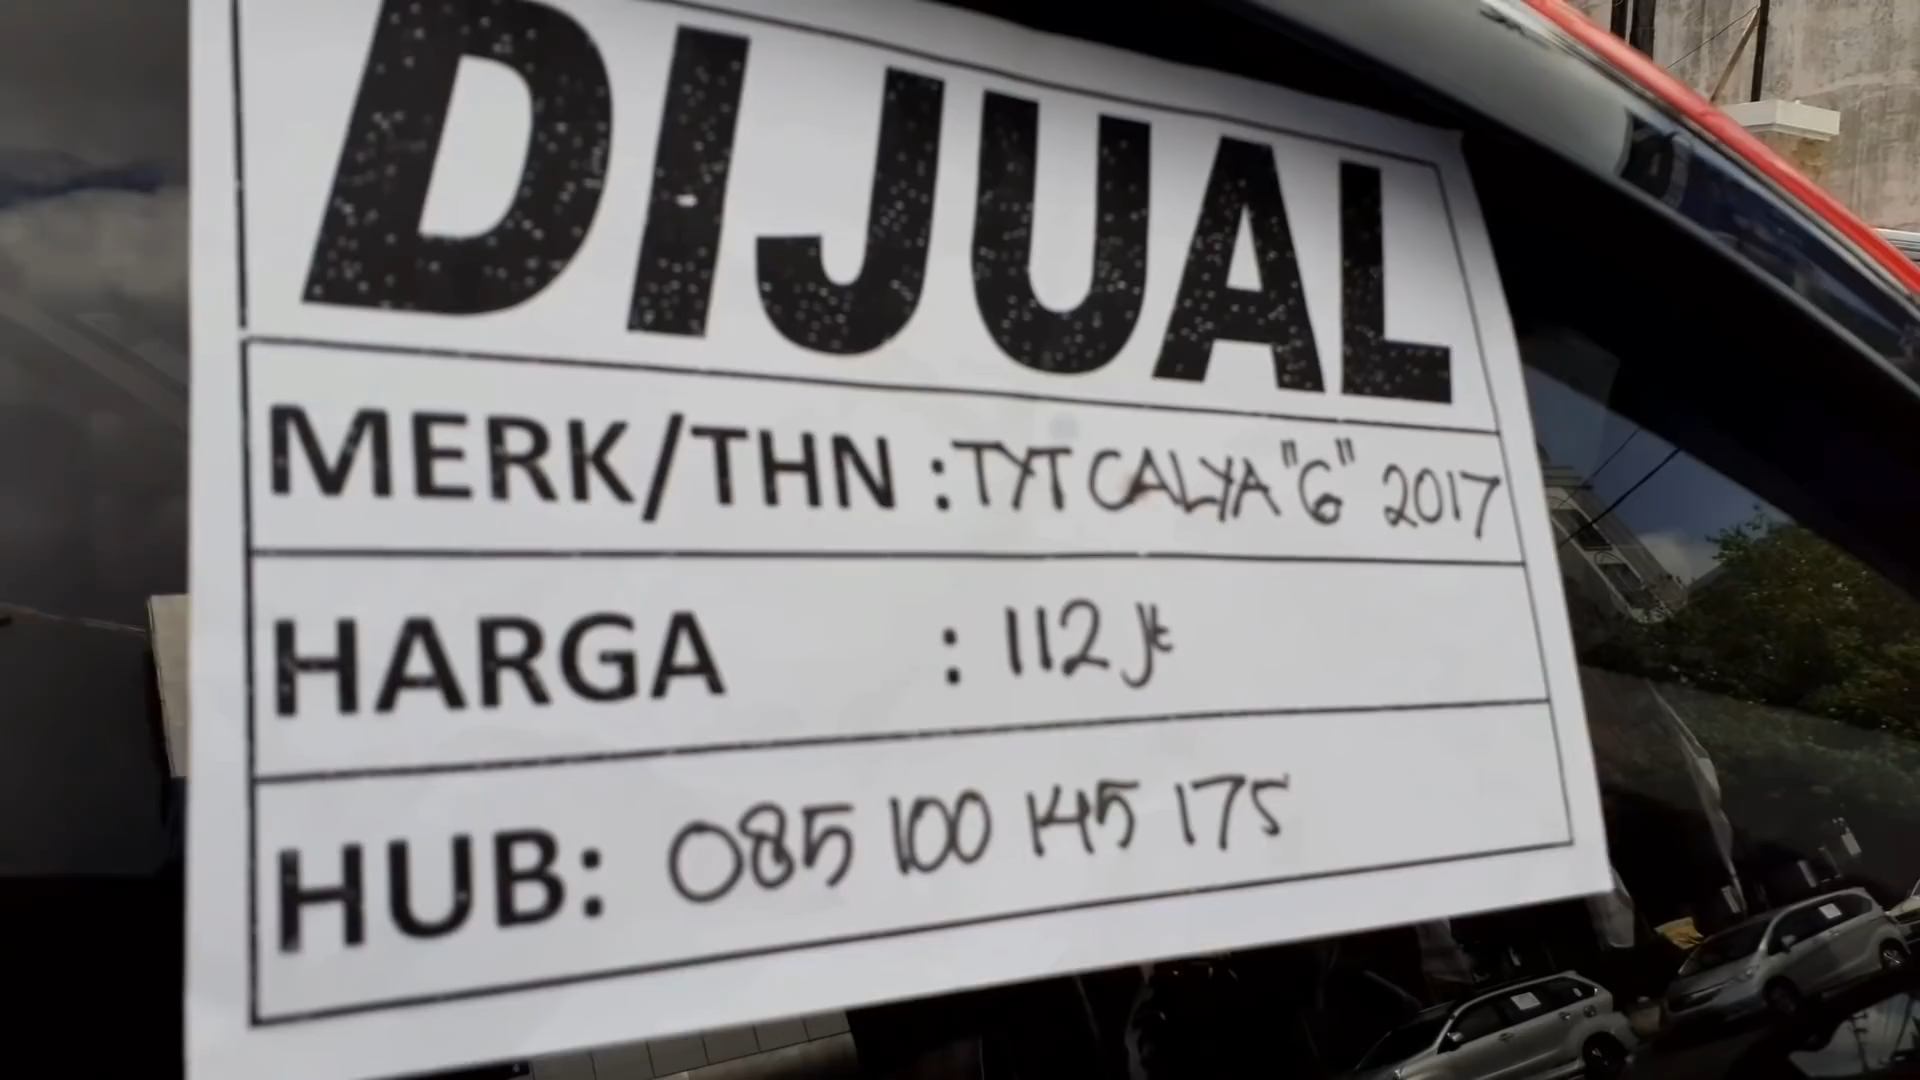 DIJUAL
MERK/THN : TYT CALYA "G" 2017
HARGA : 112 Jt
HUB: 085 100 145 175